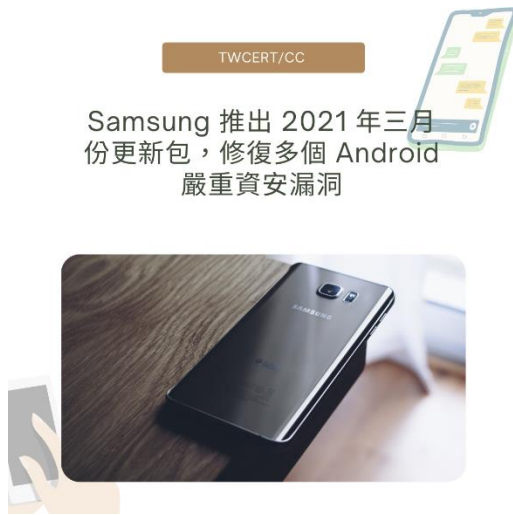 TWCERT/CC
Samsung 推出 2021 年三月
份更新包，修復多個 Android
嚴重資安漏洞
SAMSUNG